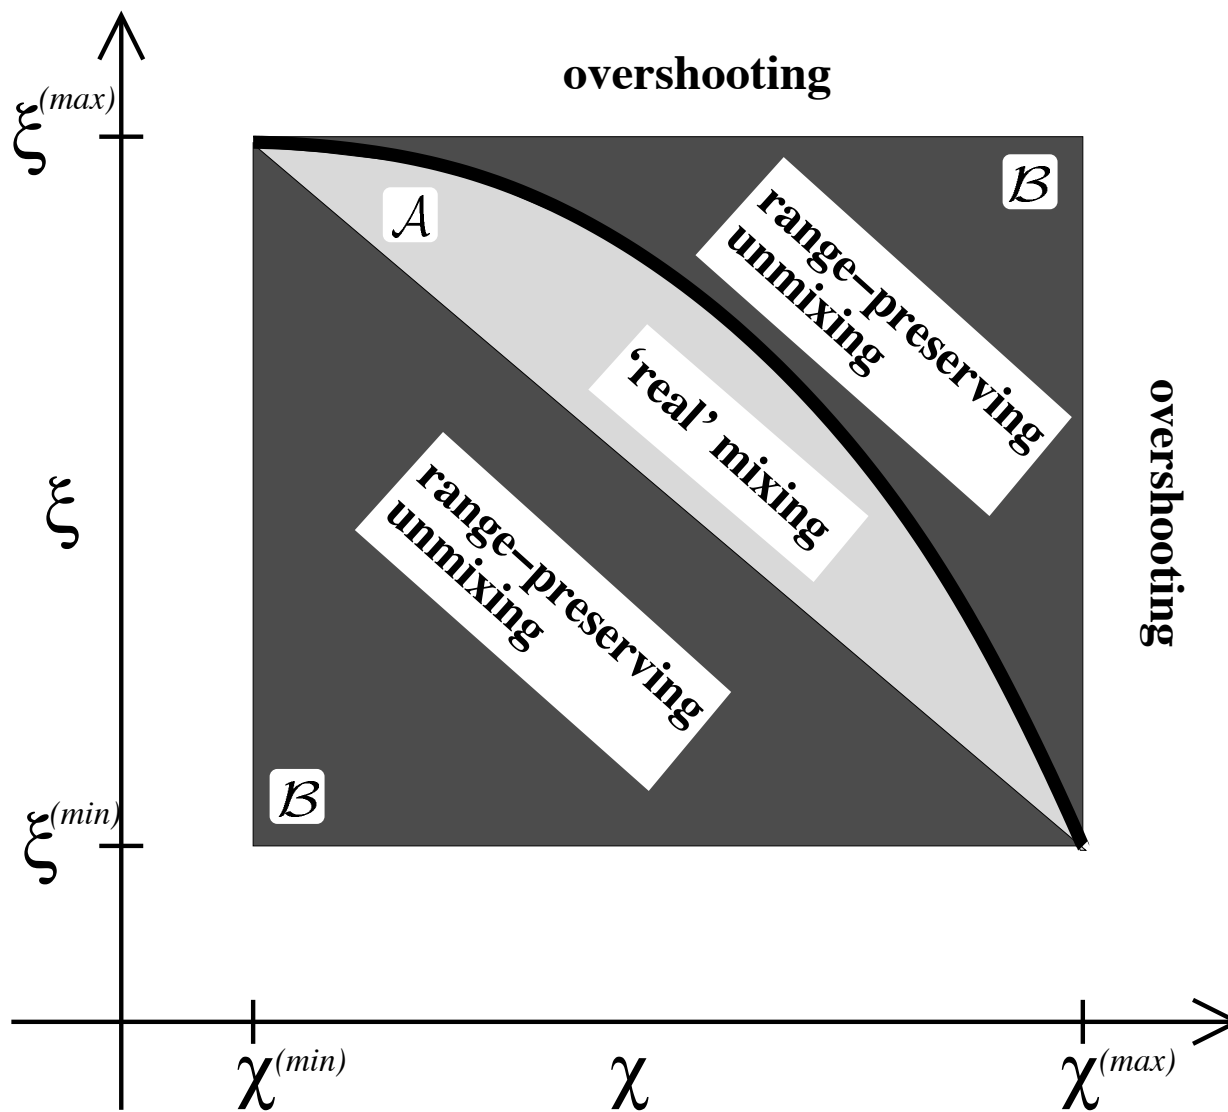 overshooting
ξ(max)
𝓑
𝒜
range–preserving
unmixing
‘real’ mixing
overshooting
ξ
range–preserving
unmixing
𝓑
ξ(min)
χ(min)
χ
χ(max)